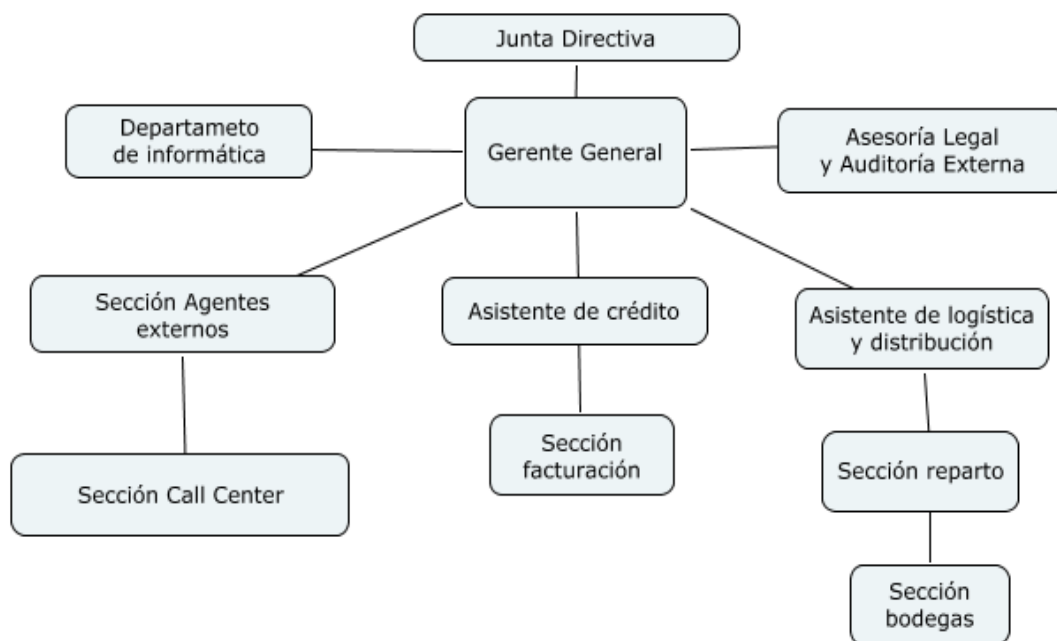 Junta Directiva
Departameto
de informática
Gerente General
Asesoría Legal
y Auditoría Externa
Sección Agentes
externos
Asistente de crédito
Asistente de logística
y distribución
Sección Call Center
Sección
facturación
Sección reparto
Sección
bodegas